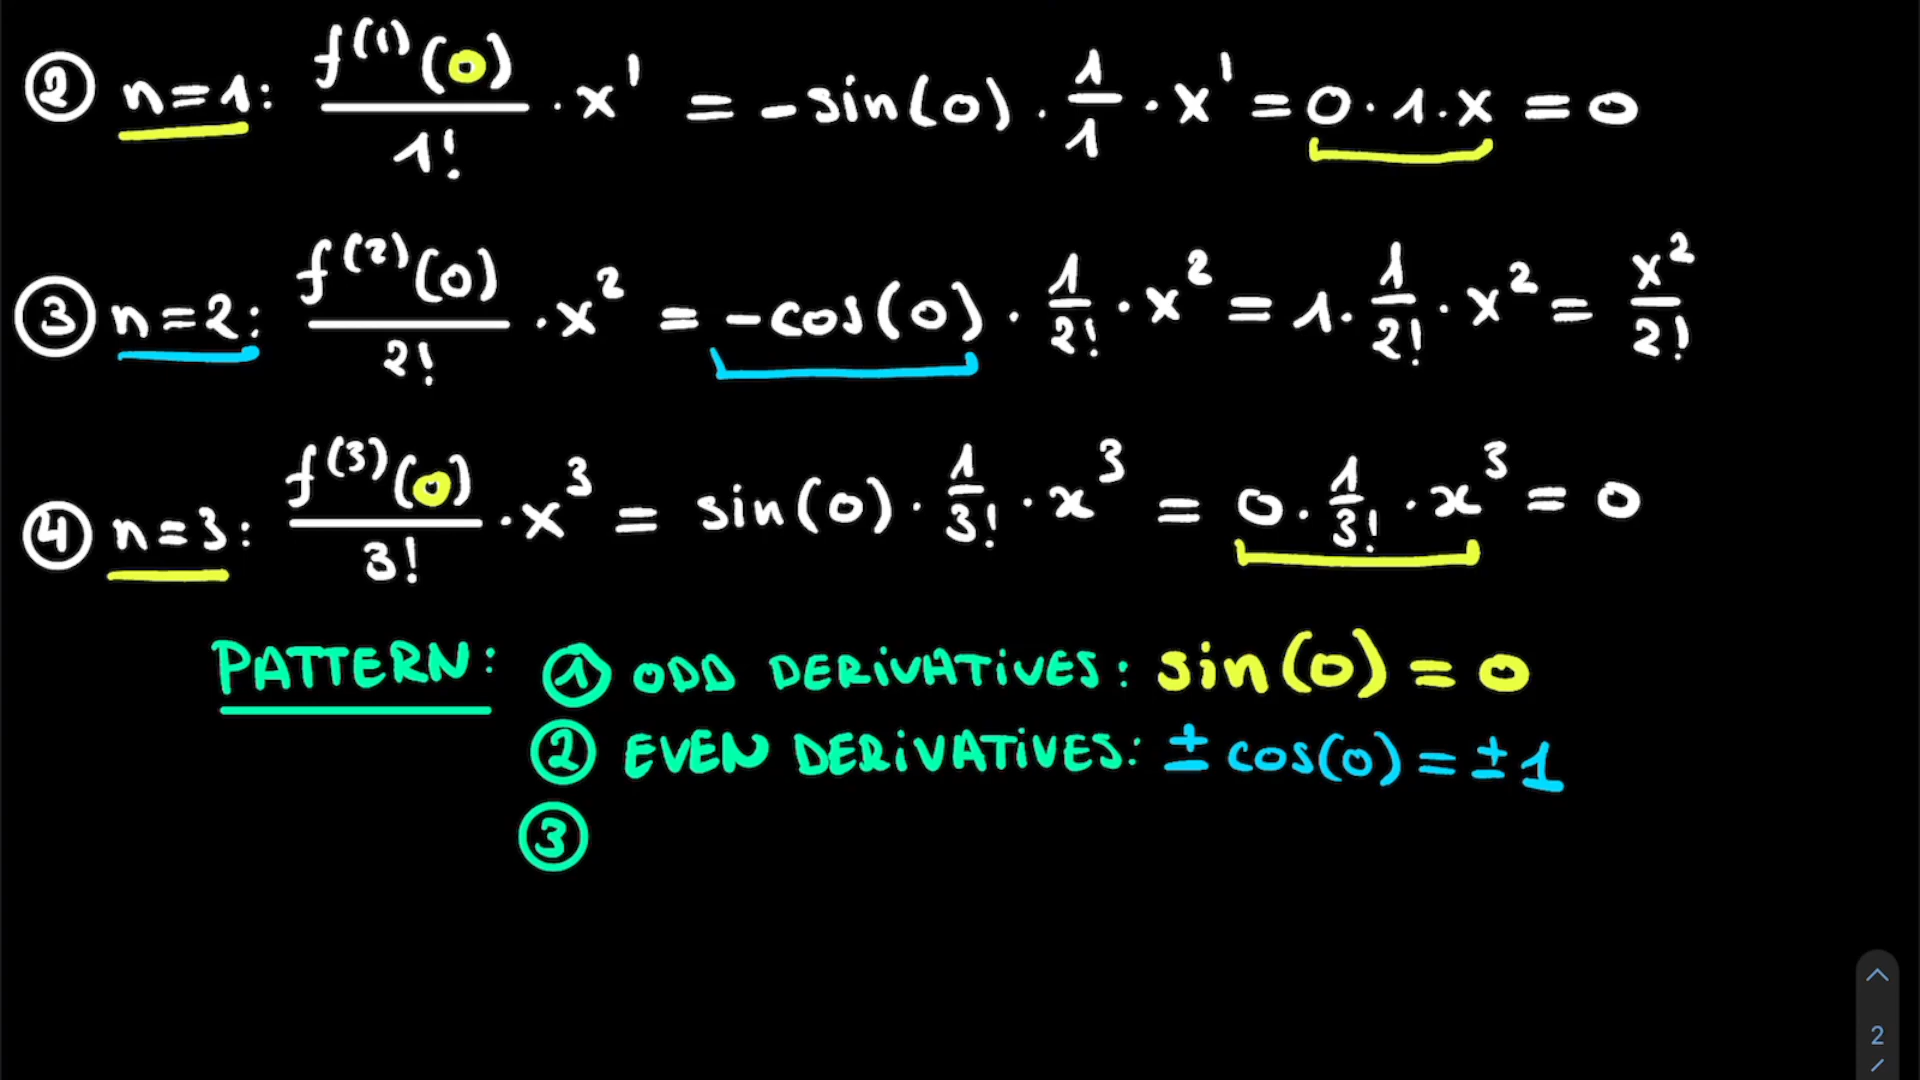 ② n=1: f⁽¹⁾(0)/1! · x¹ = -sin(0) · 1/1 · x¹ = 0 · 1 · x = 0
③ n=2: f⁽²⁾(0)/2! · x² = -cos(0) · 1/2! · x² = 1 · 1/2! · x² = x²/2!
④ n=3: f⁽³⁾(0)/3! · x³ = sin(0) · 1/3! · x³ = 0 · 1/3! · x³ = 0
PATTERN: ① ODD DERIVATIVES: sin(0) = 0
② EVEN DERIVATIVES: ± cos(0) = ± 1
③
2
/